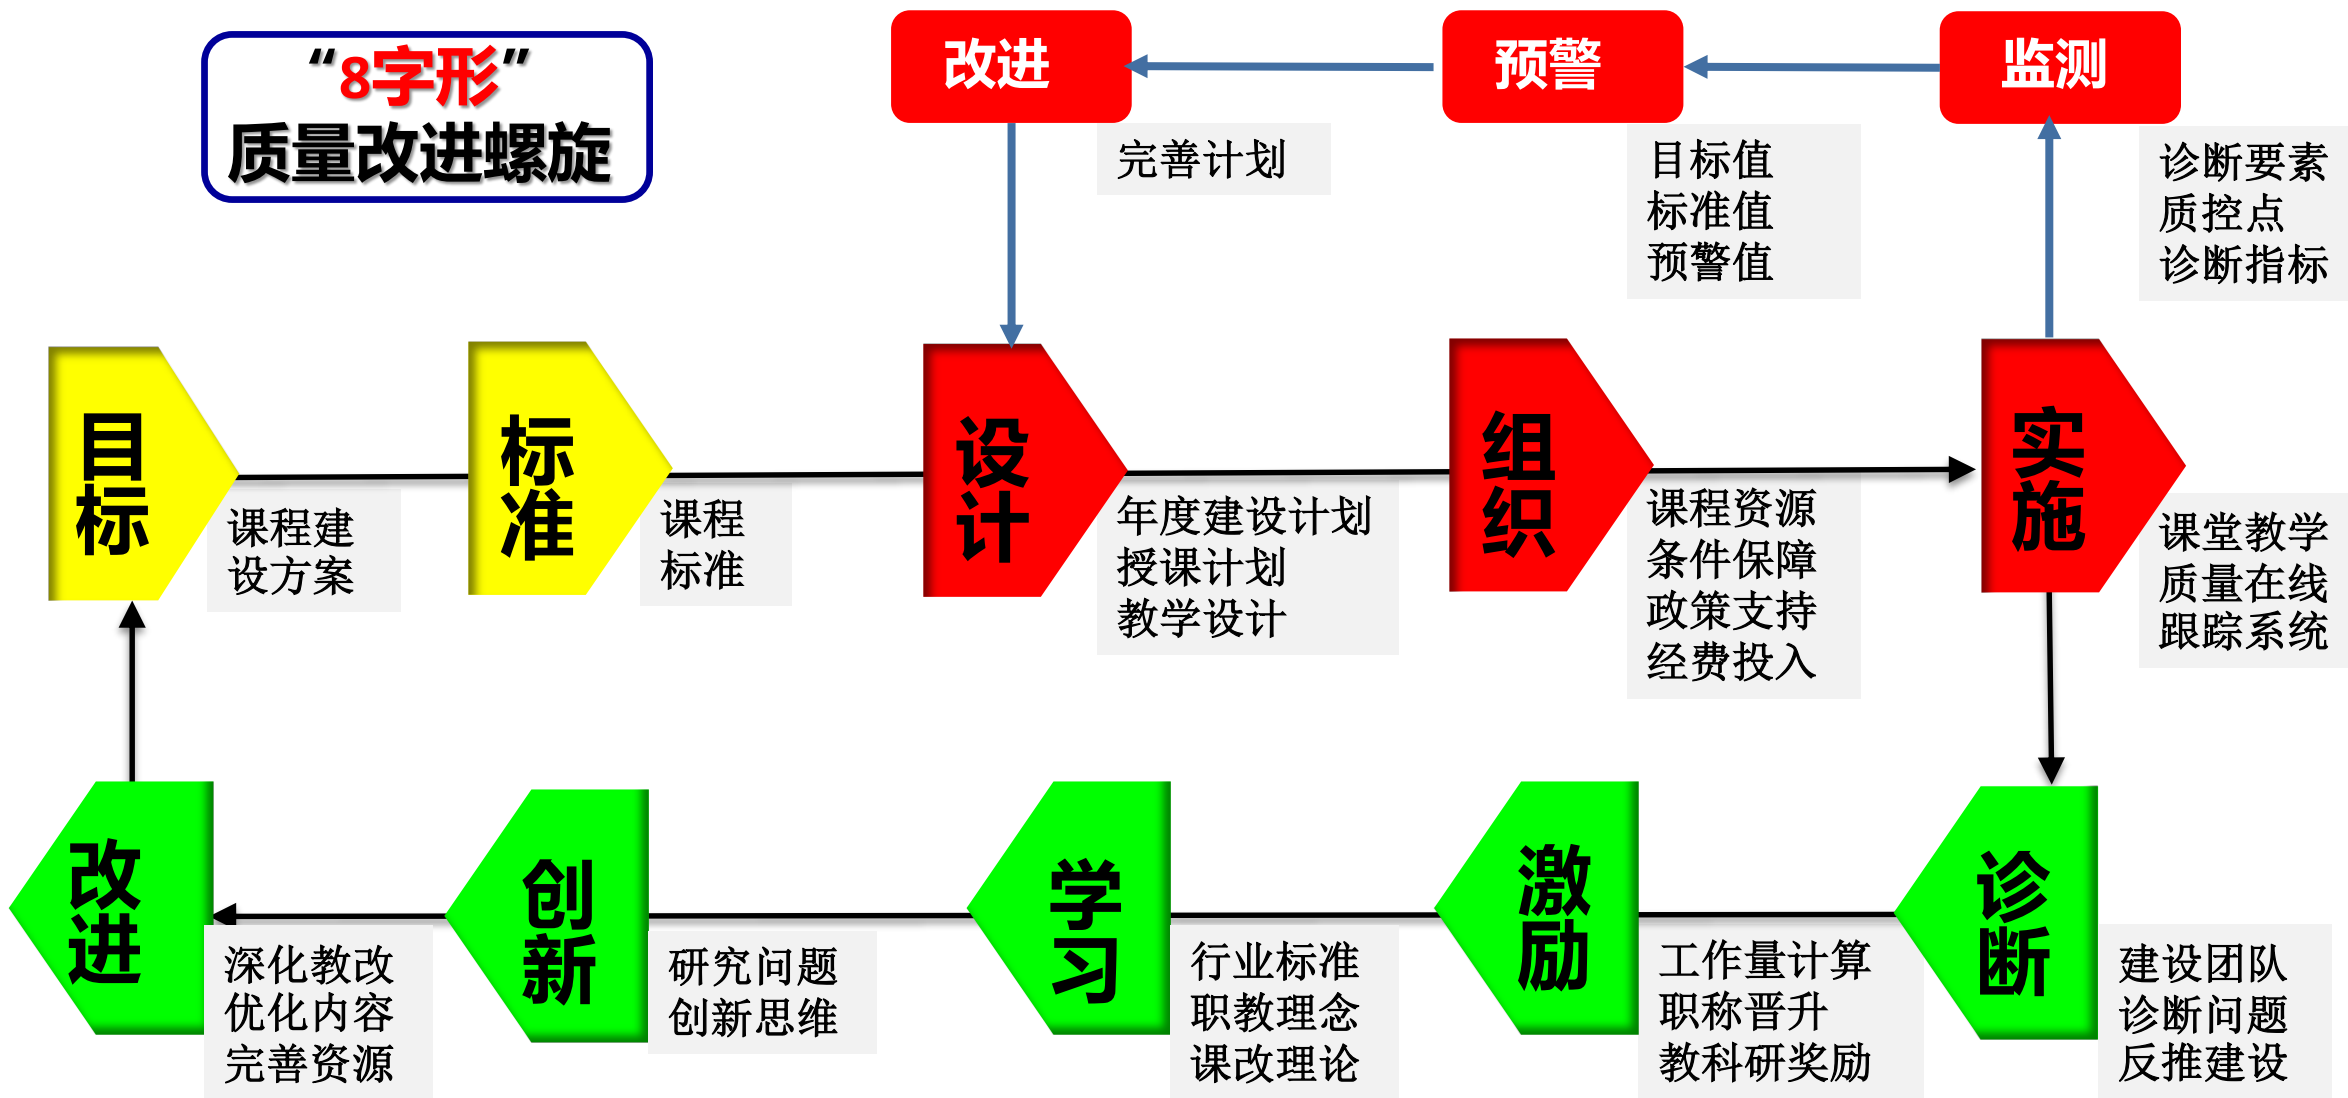 “8字形”
质量改进螺旋
改进
预警
监测
完善计划
目标值
标准值
预警值
诊断要素
质控点
诊断指标
目
标
课程建
设方案
标
准
课程
标准
设
计
年度建设计划
授课计划
教学设计
组
织
课程资源
条件保障
政策支持
经费投入
实
施
课堂教学
质量在线
跟踪系统
改
进
深化教改
优化内容
完善资源
创
新
研究问题
创新思维
学
习
行业标准
职教理念
课改理论
激
励
工作量计算
职称晋升
教科研奖励
诊
断
建设团队
诊断问题
反推建设